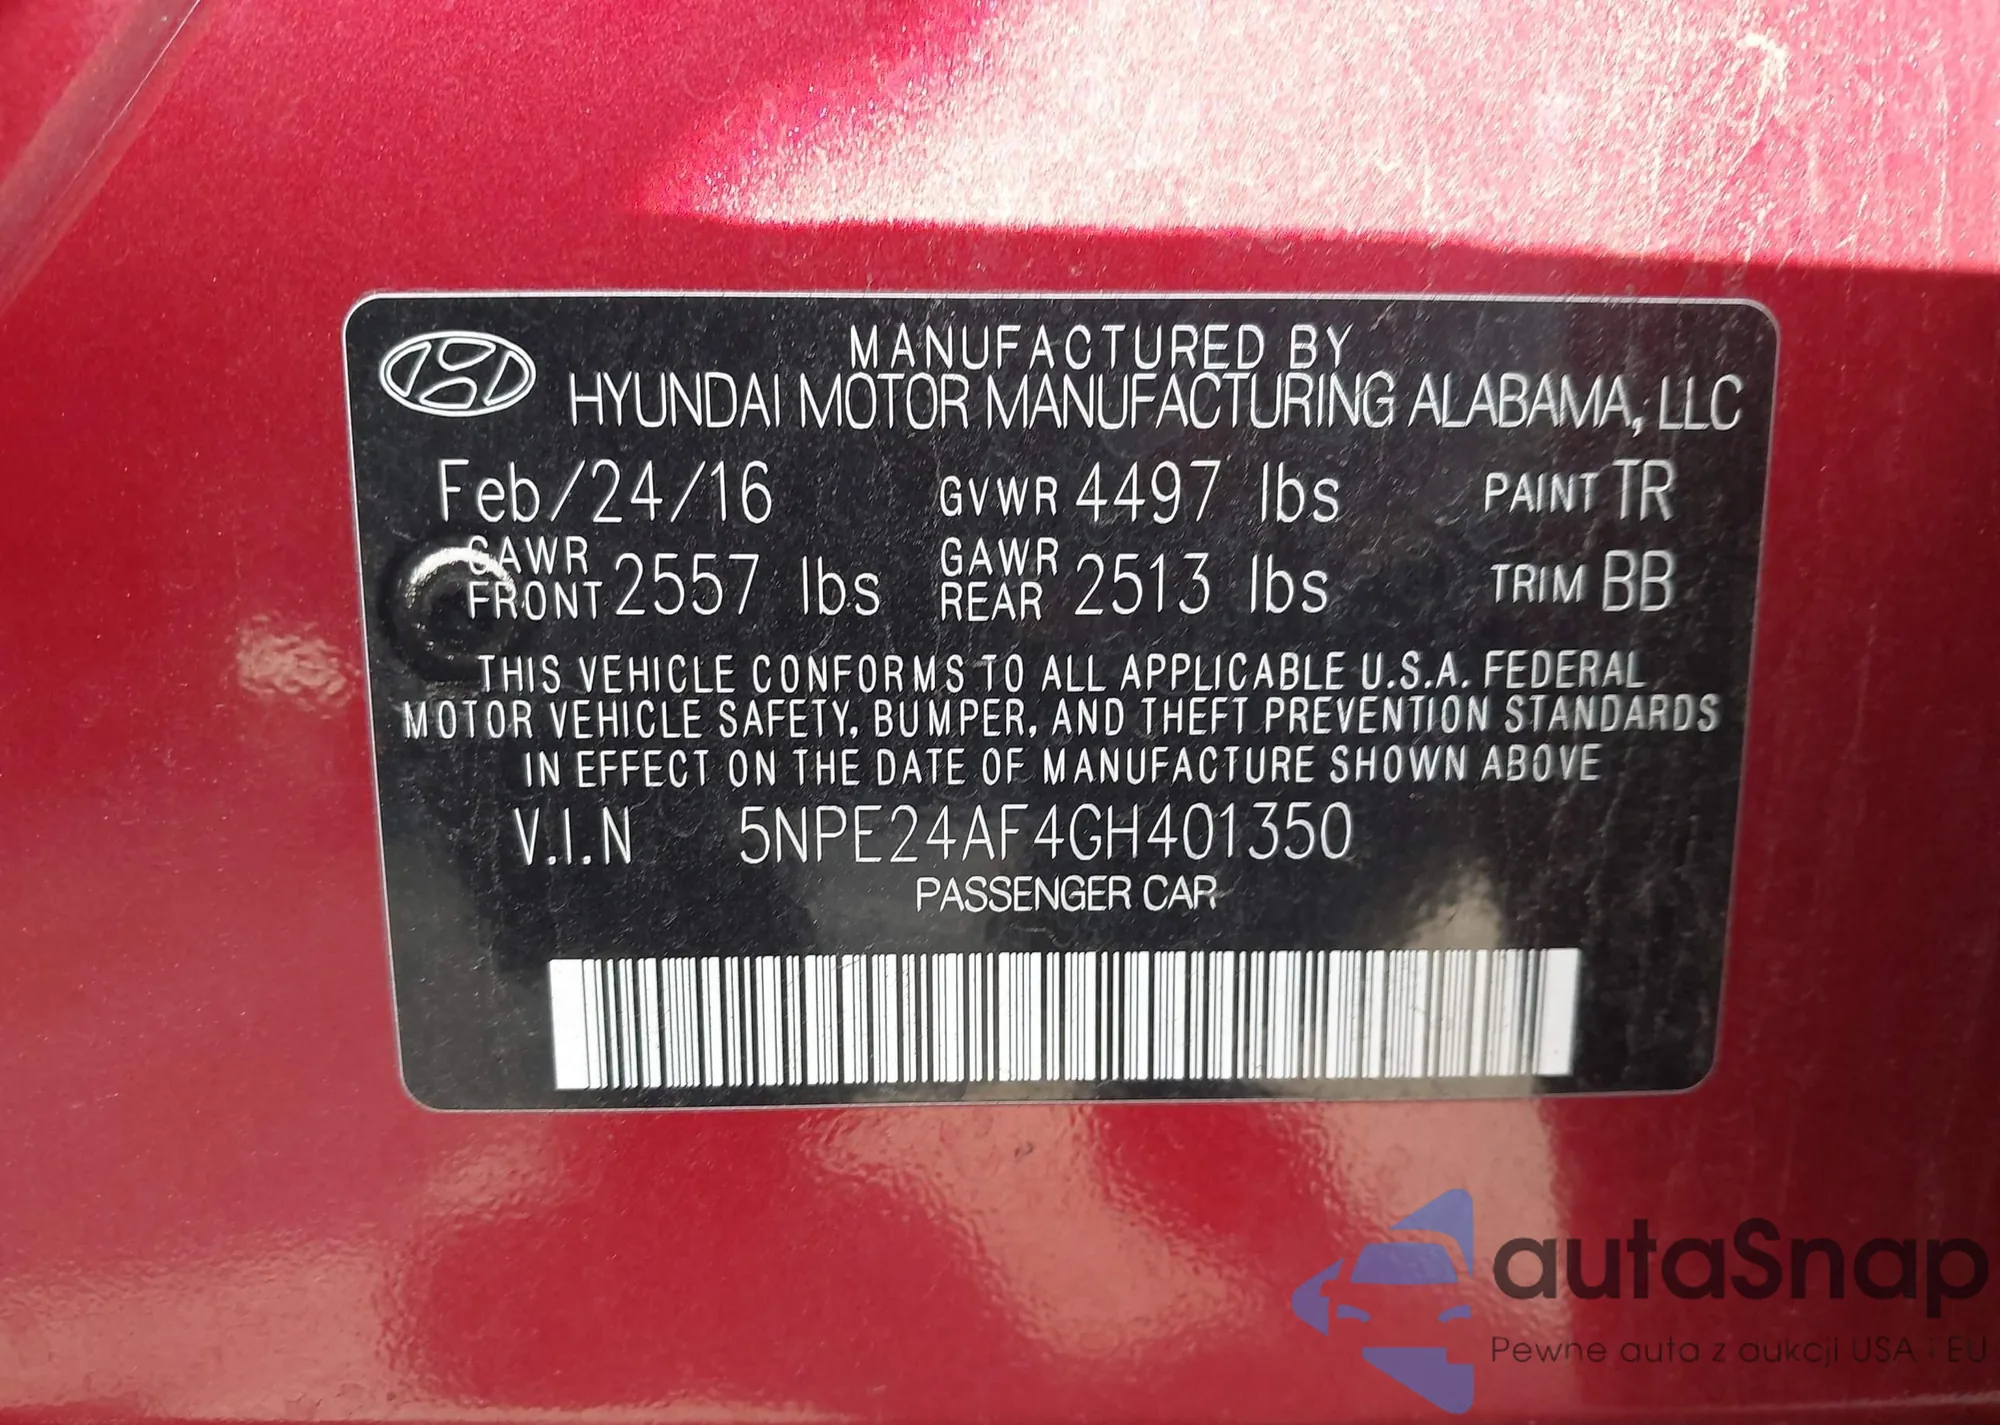 MANUFACTURED BY
HYUNDAI MOTOR MANUFACTURING ALABAMA, LLC
Feb/24/16 GVWR 4497 lbs PAINT TR
GAWR FRONT 2557 lbs GAWR REAR 2513 lbs TRIM BB
THIS VEHICLE CONFORMS TO ALL APPLICABLE U.S.A. FEDERAL
MOTOR VEHICLE SAFETY, BUMPER, AND THEFT PREVENTION STANDARDS
IN EFFECT ON THE DATE OF MANUFACTURE SHOWN ABOVE
V.I.N 5NPE24AF4GH401350
PASSENGER CAR
autaSnap
Pewne auta z aukcji USA i EU